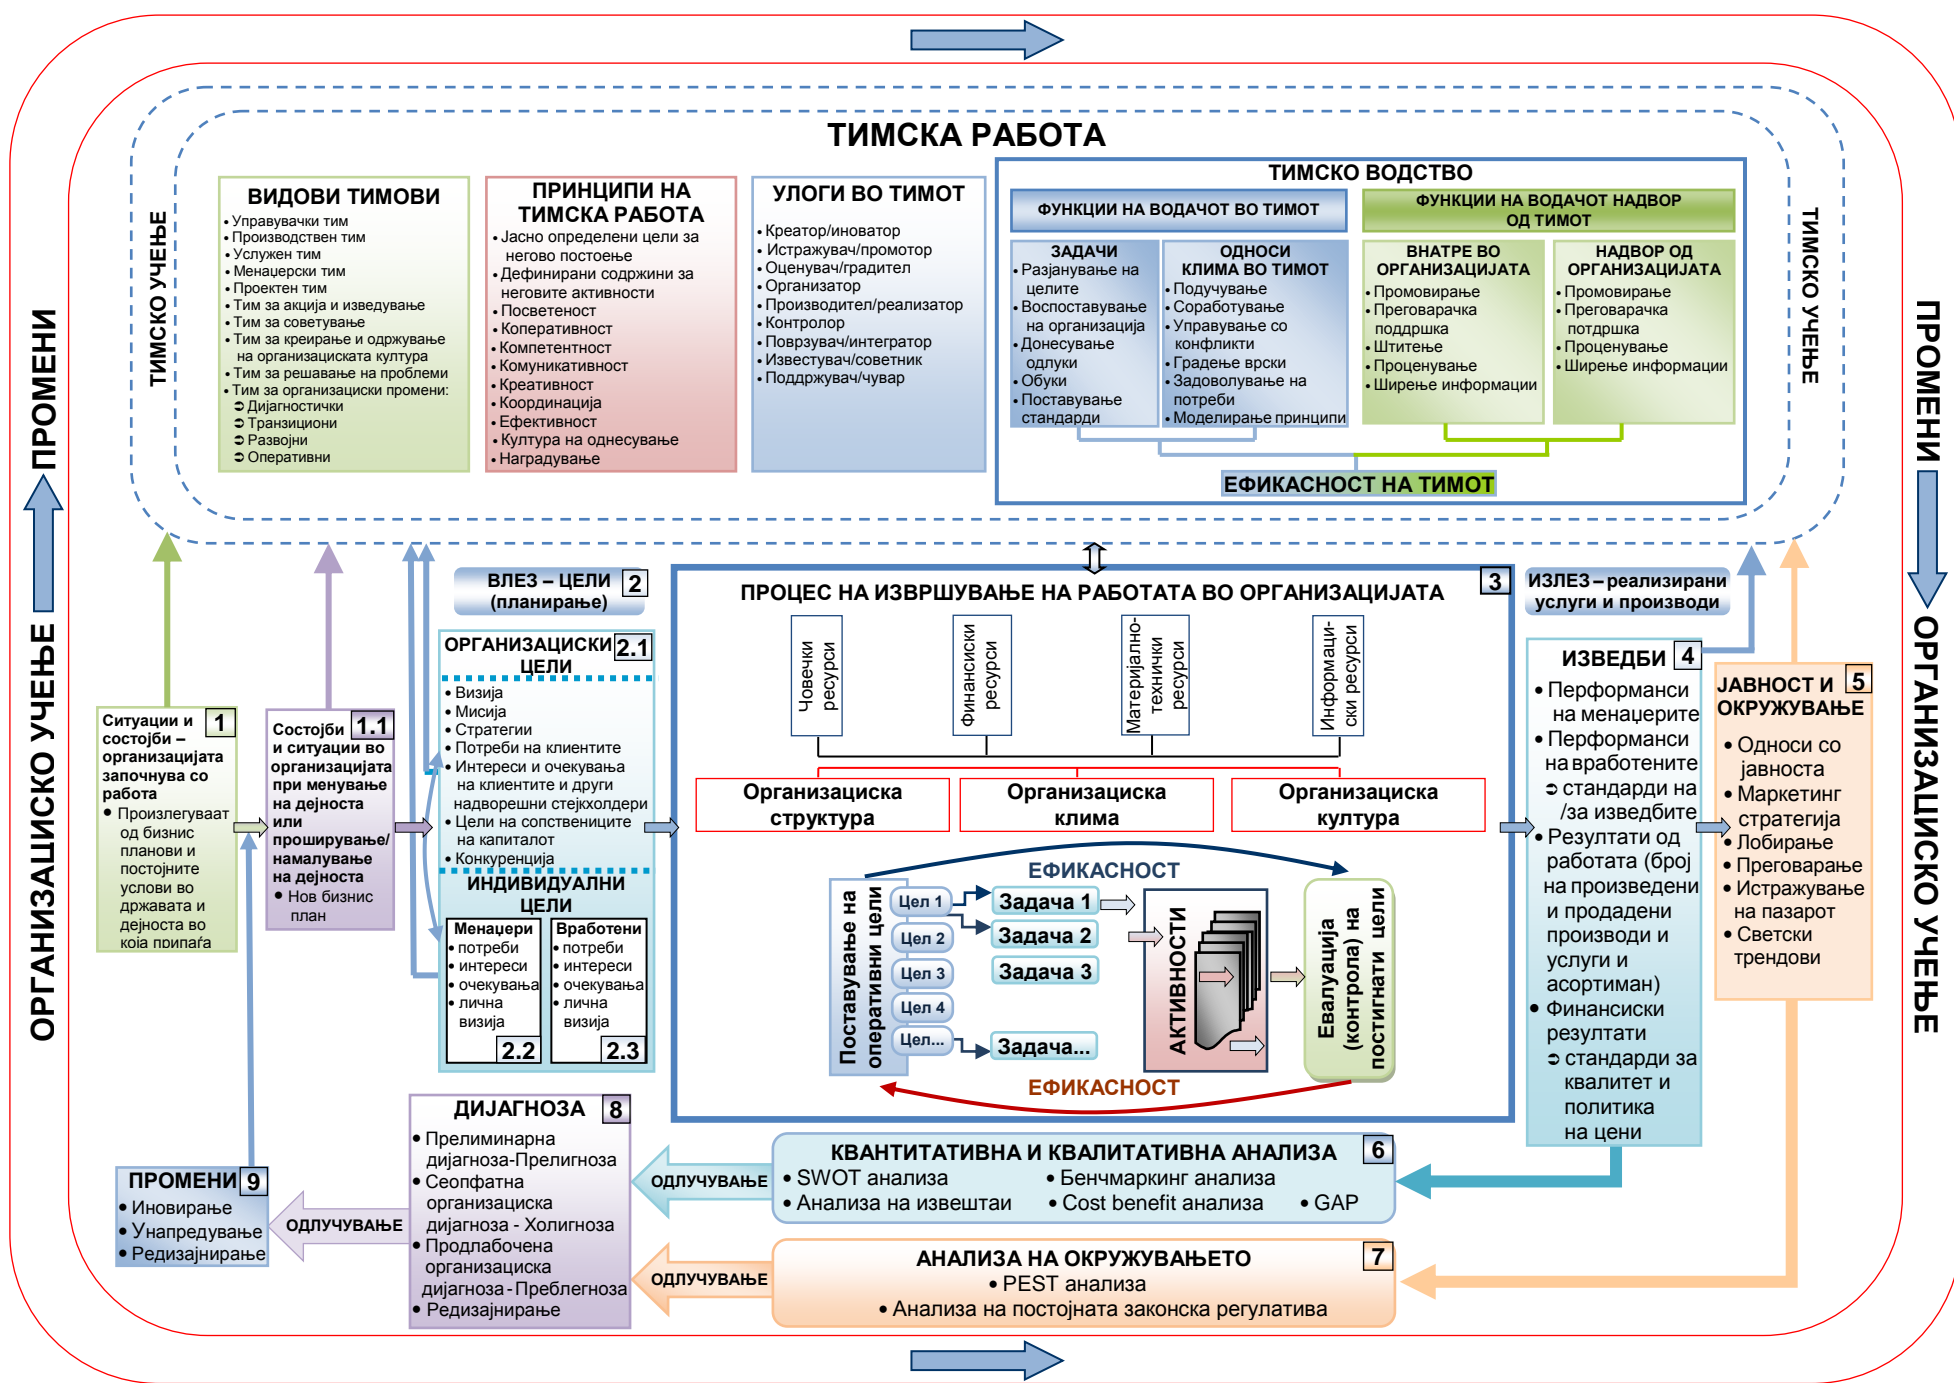 ТИМСКА РАБОТА
ТИМСКО УЧЕЊЕ
ВИДОВИ ТИМОВИ
• Управувачки тим
• Производствен тим
• Услужен тим
• Менаџерски тим
• Проектен тим
• Тим за акција и изведување
• Тим за советување
• Тим за креирање и одржување
на организациската култура
• Тим за решавање на проблеми
• Тим за организациски промени:
➲ Дијагностички
➲ Транзициони
➲ Развојни
➲ Оперативни
ПРИНЦИПИ НА
ТИМСКА РАБОТА
• Јасно определени цели за
негово постоење
• Дефинирани содржини за
неговите активности
• Посветеност
• Коперативност
• Компетентност
• Комуникативност
• Креативност
• Координација
• Ефективност
• Култура на однесување
• Наградување
УЛОГИ ВО ТИМОТ
• Креатор/иноватор
• Истражувач/промотор
• Оценувач/градител
• Организатор
• Производител/реализатор
• Контролор
• Поврзувач/интегратор
• Известувач/советник
• Поддржувач/чувар
ТИМСКО ВОДСТВО
ФУНКЦИИ НА ВОДАЧОТ ВО ТИМОТ
ЗАДАЧИ
• Разјанување на
целите
• Воспоставување
на организација
• Донесување
одлуки
• Обуки
• Поставување
стандарди
ОДНОСИ
КЛИМА ВО ТИМОТ
• Подучување
• Соработување
• Управување со
конфликти
• Градење врски
• Задоволување на
потреби
• Моделирање принципи
ФУНКЦИИ НА ВОДАЧОТ НАДВОР
ОД ТИМОТ
ВНАТРЕ ВО
ОРГАНИЗАЦИЈАТА
• Промовирање
• Преговарачка
поддршка
• Штитење
• Проценување
• Ширење информации
НАДВОР ОД
ОРГАНИЗАЦИЈАТА
• Промовирање
• Преговарачка
потдршка
• Проценување
• Ширење информации
ЕФИКАСНОСТ НА ТИМОТ
ТИМСКО УЧЕЊЕ
ОРГАНИЗАЦИСКО УЧЕЊЕ
ПРОМЕНИ
ПРОМЕНИ
ОРГАНИЗАЦИСКО УЧЕЊЕ
1
Ситуации и
состојби –
организацијата
започнува со
работа
• Произлегуваат
од бизнис
планови и
постојните
услови во
државата и
дејноста во
која припаѓа
1.1
Состојби
и ситуации во
организацијата
при менување
на дејноста
или
проширување/
намалување
на дејноста
• Нов бизнис
план
ВЛЕЗ – ЦЕЛИ
(планирање)
2
ОРГАНИЗАЦИСКИ
ЦЕЛИ
2.1
• Визија
• Мисија
• Стратегии
• Потреби на клиентите
• Интереси и очекувања
на клиентите и други
надворешни стејкхолдери
• Цели на сопствениците
на капиталот
• Конкуренција
ИНДИВИДУАЛНИ
ЦЕЛИ
Менаџери
• потреби
• интереси
• очекувања
• лична
визија
2.2
Вработени
• потреби
• интереси
• очекувања
• лична
визија
2.3
ПРОЦЕС НА ИЗВРШУВАЊЕ НА РАБОТАТА ВО ОРГАНИЗАЦИЈАТА
3
Човечки
ресурси
Финансиски
ресурси
Материјално-
технички
ресурси
Информаци-
ски ресурси
Организациска
структура
Организациска
клима
Организациска
култура
ЕФИКАСНОСТ
Поставување на
оперативни цели
Цел 1
Цел 2
Цел 3
Цел 4
Цел...
Задача 1
Задача 2
Задача 3
Задача...
АКТИВНОСТИ
Евалуација
(контрола) на
постигнати цели
ЕФИКАСНОСТ
ИЗЛЕЗ – реализирани
услуги и производи
ИЗВЕДБИ
4
• Перформанси
на менаџерите
• Перформанси
на вработените
➲ стандарди на
/за изведбите
• Резултати од
работата (број
на произведени
и продадени
производи и
услуги и
асортиман)
• Финансиски
резултати
➲ стандарди за
квалитет и
политика
на цени
ЈАВНОСТ И
ОКРУЖУВАЊЕ
5
• Односи со
јавноста
• Маркетинг
стратегија
• Лобирање
• Преговарање
• Истражување
на пазарот
• Светски
трендови
КВАНТИТАТИВНА И КВАЛИТАТИВНА АНАЛИЗА
6
• SWOT анализа
• Бенчмаркинг анализа
• Анализа на извештаи
• Cost benefit анализа
• GAP
АНАЛИЗА НА ОКРУЖУВАЊЕТО
7
• PEST анализа
• Анализа на постојната законска регулатива
ОДЛУЧУВАЊЕ
ОДЛУЧУВАЊЕ
ДИЈАГНОЗА
8
• Прелиминарна
дијагноза-Прелигноза
• Сеопфатна
организациска
дијагноза - Холигноза
• Продлабочена
организациска
дијагноза-Преблегноза
• Редизајнирање
ОДЛУЧУВАЊЕ
ПРОМЕНИ
9
• Иновирање
• Унапредување
• Редизајнирање